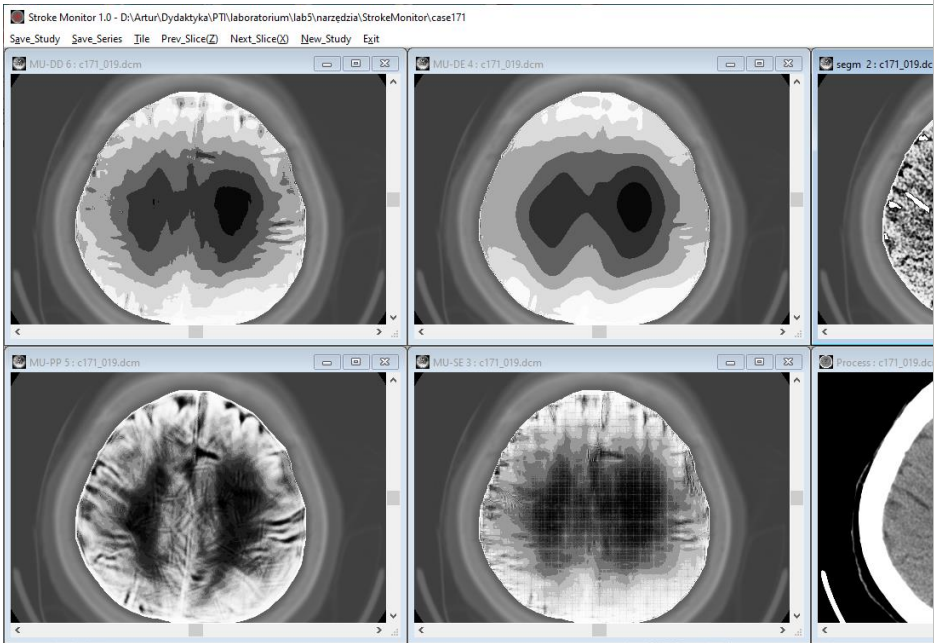 Stroke Monitor 1.0 - D:\Artur\Dydaktyka\PTI\laboratorium\lab5\narzędzia\StrokeMonitor\case171
Save_Study Save_Series Tile Prev_Slice(Z) Next_Slice(X) New_Study Exit
MU-DD 6 : c171_019.dcm
MU-DE 4 : c171_019.dcm
segm 2 : c171_019.dc
MU-PP 5 : c171_019.dcm
MU-SE 3 : c171_019.dcm
Process : c171_019.dc